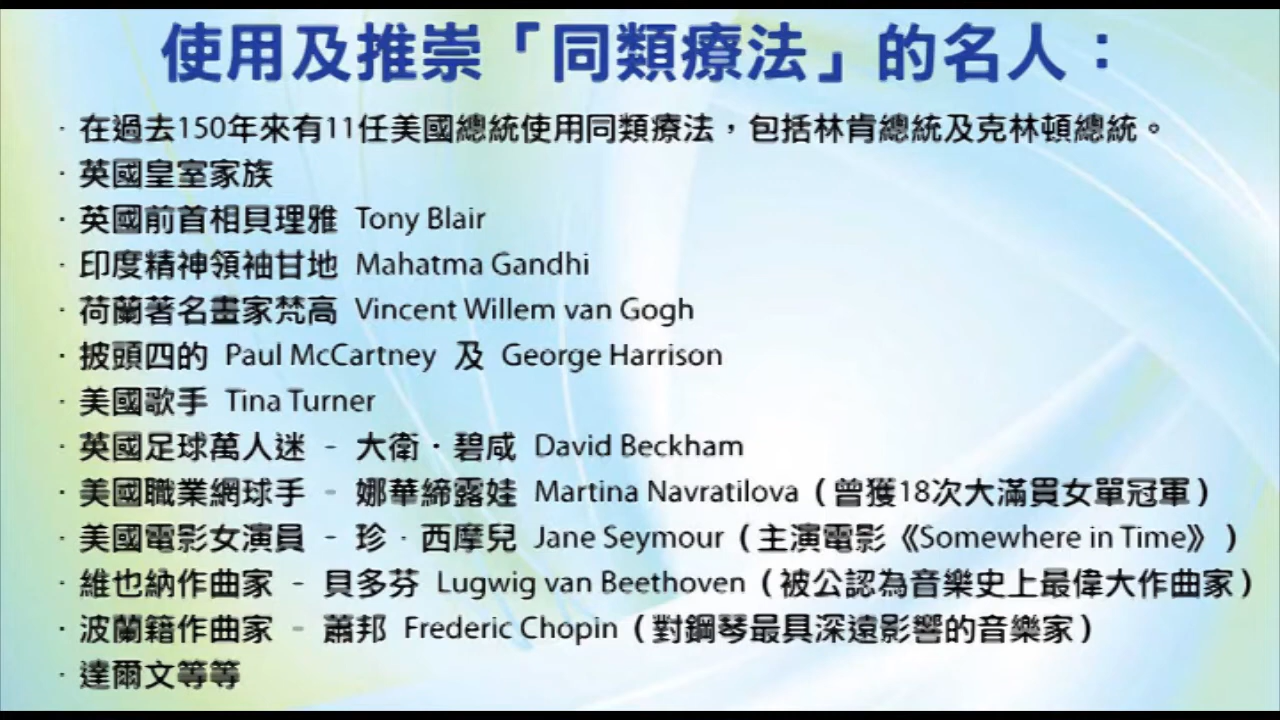 使用及推崇「同類療法」的名人：
· 在過去150年來有11任美國總統使用同類療法，包括林肯總統及克林頓總統。
· 英國皇室家族
· 英國前首相貝理雅 Tony Blair
· 印度精神領袖甘地 Mahatma Gandhi
· 荷蘭著名畫家梵高 Vincent Willem van Gogh
· 披頭四的 Paul McCartney 及 George Harrison
· 美國歌手 Tina Turner
· 英國足球萬人迷 - 大衛·碧咸 David Beckham
· 美國職業網球手 - 娜華締露娃 Martina Navratilova（曾獲18次大滿貫女單冠軍）
· 美國電影女演員 - 珍·西摩兒 Jane Seymour（主演電影《Somewhere in Time》）
· 維也納作曲家 - 貝多芬 Lugwig van Beethoven（被公認為音樂史上最偉大作曲家）
· 波蘭籍作曲家 - 蕭邦 Frederic Chopin（對鋼琴最具深遠影響的音樂家）
· 達爾文等等